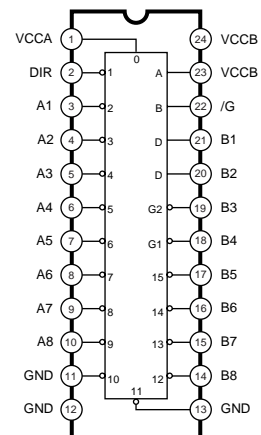 VCCA 1 0 24 VCCB
DIR 2 1 A 23 VCCB
A1 3 2 B 22 /G
A2 4 3 D 21 B1
A3 5 4 D 20 B2
A4 6 5 G2 19 B3
A5 7 6 G1 18 B4
A6 8 7 15 17 B5
A7 9 8 14 16 B6
A8 10 9 13 15 B7
GND 11 10 12 14 B8
GND 12 11 13 GND